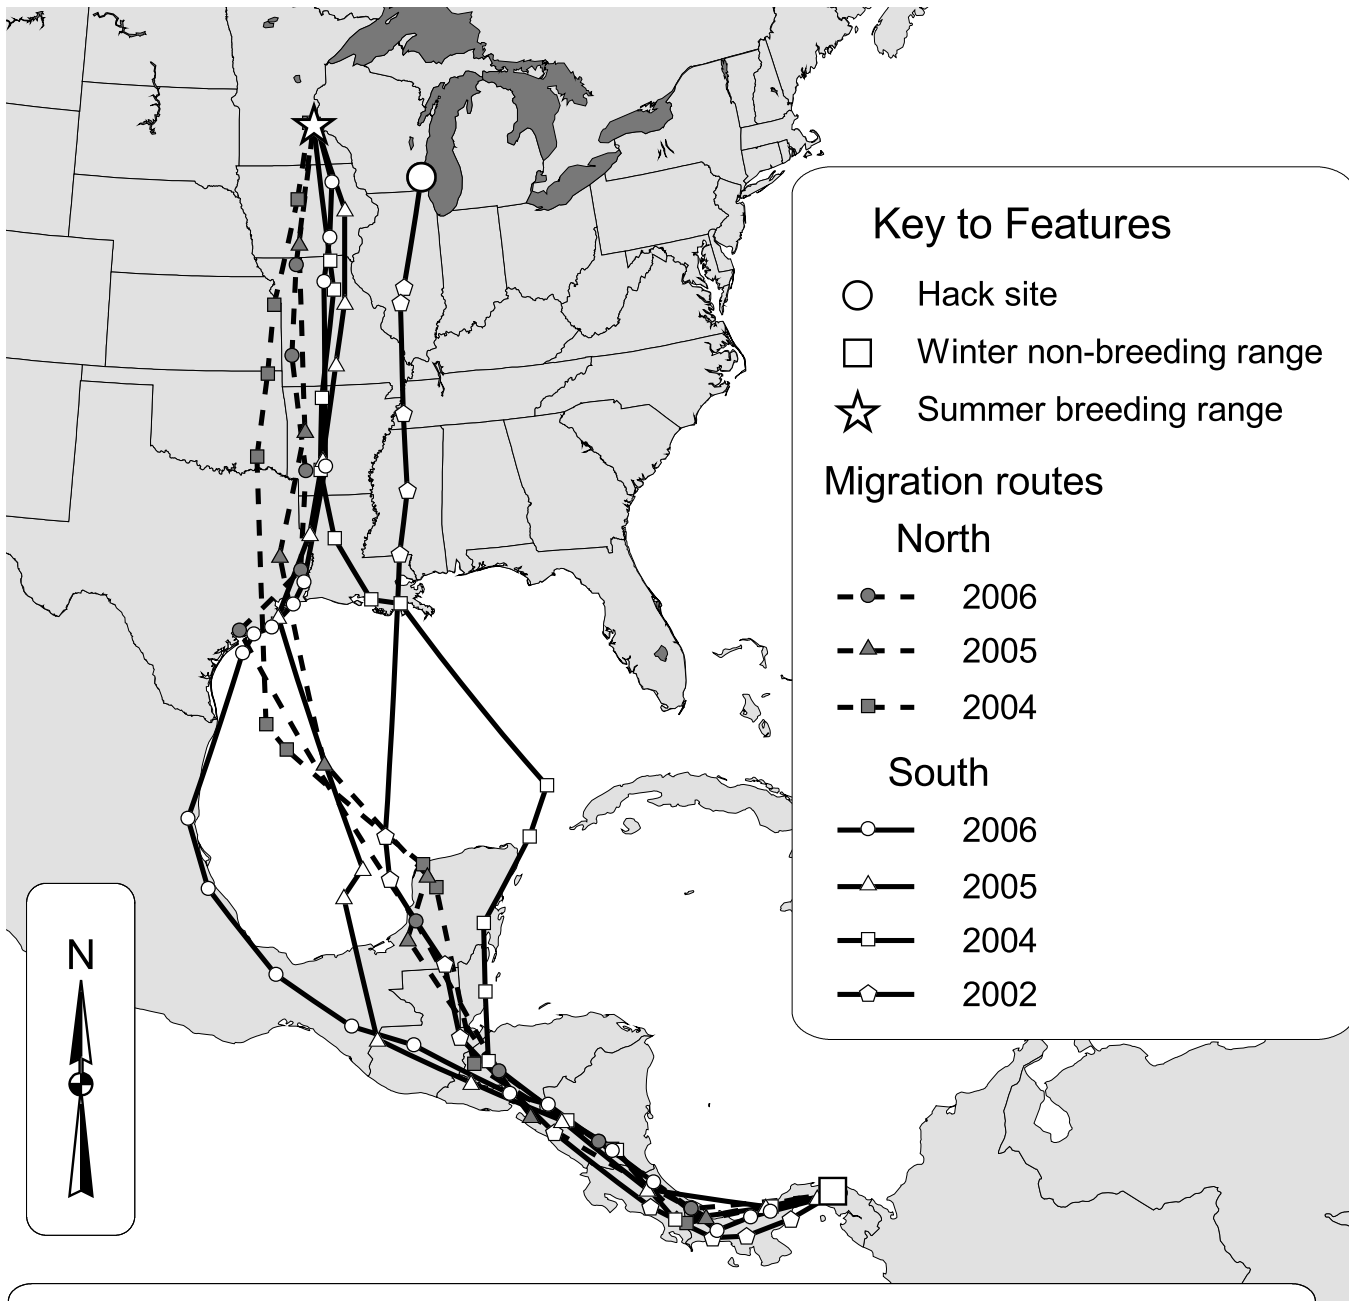 Key to Features
Hack site
Winter non-breeding range
Summer breeding range
Migration routes
North
2006
2005
2004
South
2006
2005
2004
2002
N